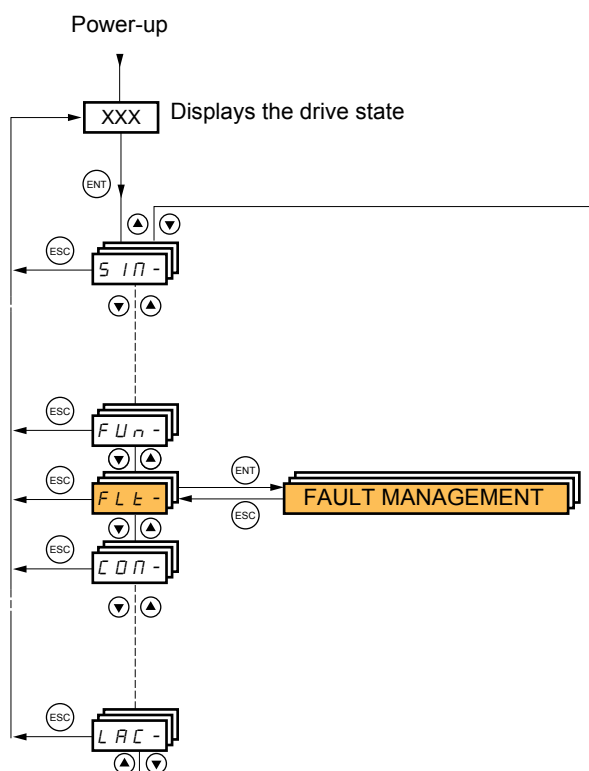 Power-up
XXX
Displays the drive state
ENT
ESC
SIM-
ESC
FUn-
ESC
FLt-
ENT
ESC
FAULT MANAGEMENT
ESC
COM-
ESC
LAC-